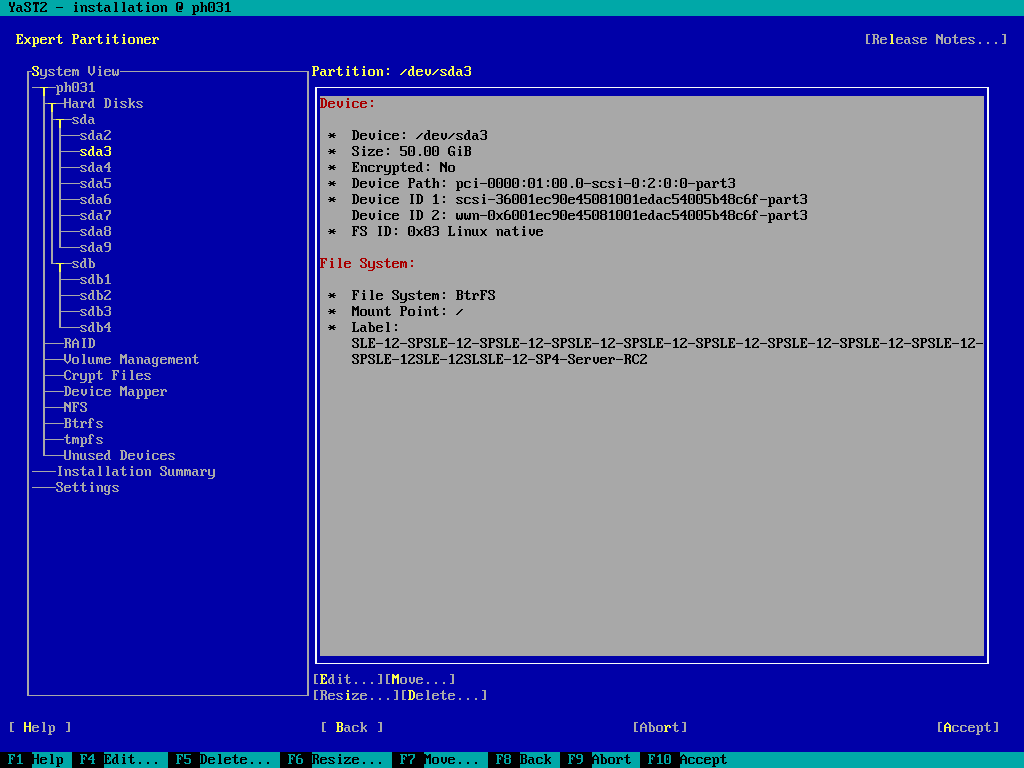 YaST2 - installation @ ph031
Expert Partitioner [Release Notes...]
System View
Partition: /dev/sda3
ph031
Hard Disks
sda
sda2
sda3
sda4
sda5
sda6
sda7
sda8
sda9
sdb
sdb1
sdb2
sdb3
sdb4
RAID
Volume Management
Crypt Files
Device Mapper
NFS
Btrfs
tmpfs
Unused Devices
Installation Summary
Settings
Device:
* Device: /dev/sda3
* Size: 50.00 GiB
* Encrypted: No
* Device Path: pci-0000:01:00.0-scsi-0:2:0:0-part3
* Device ID 1: scsi-36001ec90e45081001edac54005b48c6f-part3
Device ID 2: wwn-0x6001ec90e45081001edac54005b48c6f-part3
* FS ID: 0x83 Linux native
File System:
* File System: BtrFS
* Mount Point: /
* Label:
SLE-12-SPSLE-12-SPSLE-12-SPSLE-12-SPSLE-12-SPSLE-12-SPSLE-12-SPSLE-12-SPSLE-12-
SPSLE-12SLE-12SLSLE-12-SP4-Server-RC2
[Edit...][Move...]
[Resize...][Delete...]
[ Help ] [ Back ] [Abort] [Accept]
F1 Help F4 Edit... F5 Delete... F6 Resize... F7 Move... F8 Back F9 Abort F10 Accept